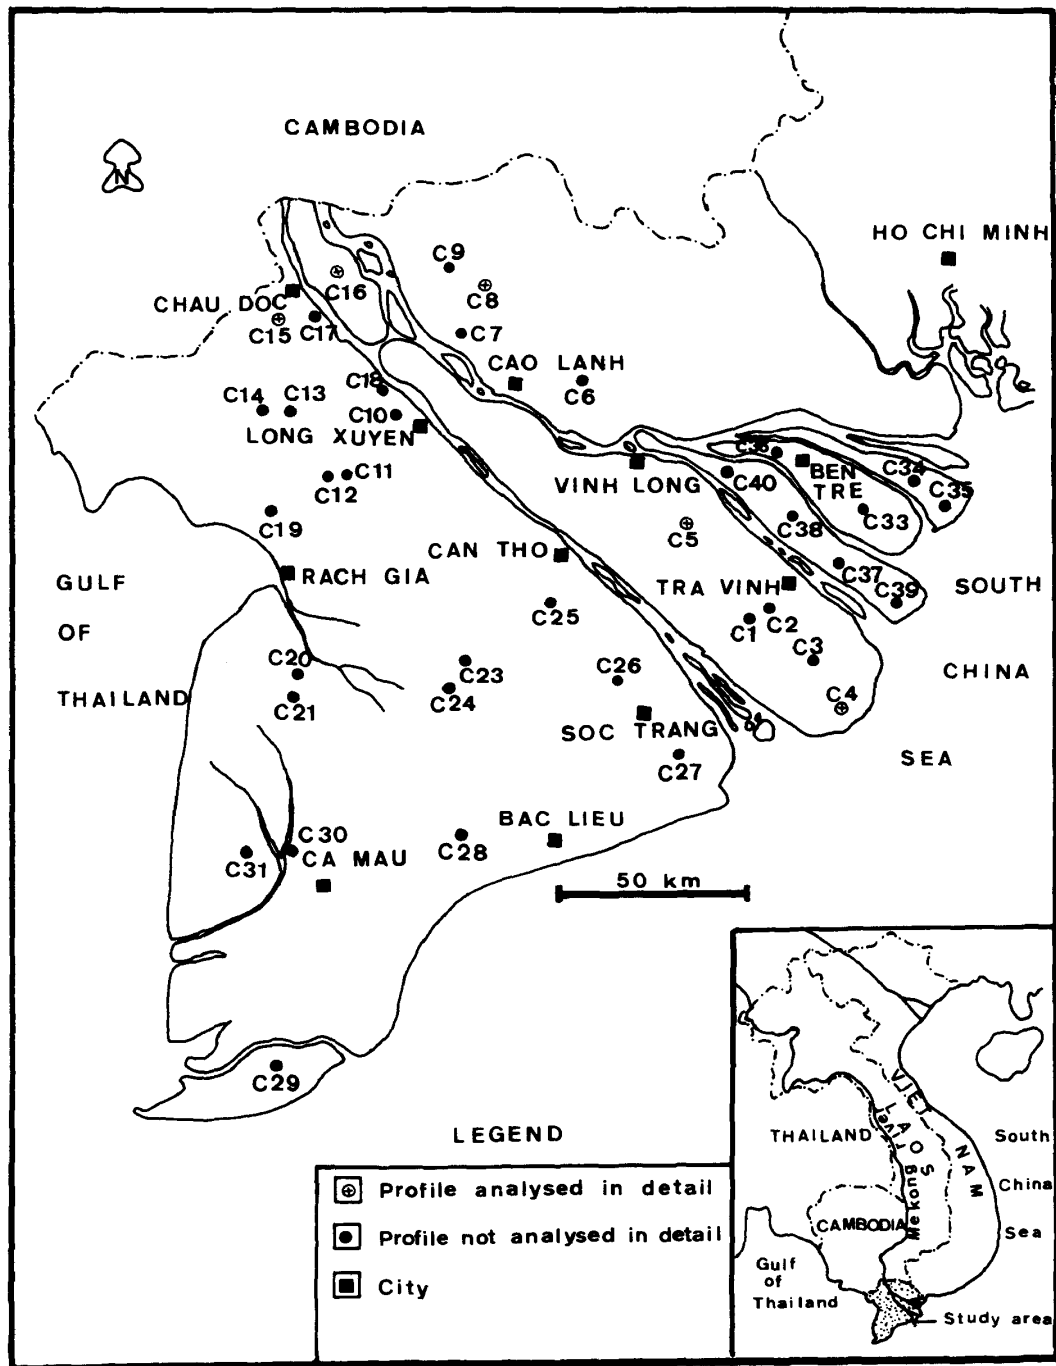 CAMBODIA
N
HO CHI MINH
C9
C8
C16
CHAU DOC
C15
C17
C7
CAO LANH
C6
C18
C14
C13
C10
LONG XUYEN
C11
C12
C19
VINH LONG
C40
BEN
TRE
C34
C35
C33
C38
C5
CAN THO
RACH GIA
TRA VINH
C37
C39
GULF
OF
THAILAND
SOUTH
CHINA
SEA
C25
C1
C2
C3
C4
C20
C21
C23
C24
C26
SOC TRANG
C27
BAC LIEU
C28
C30
C31
CA MAU
50 km
C29
LEGEND
Profile analysed in detail
Profile not analysed in detail
City
VIET
NAM
LAOS
THAILAND
Mekong river
CAMBODIA
South
China
Sea
Gulf
of
Thailand
Study area